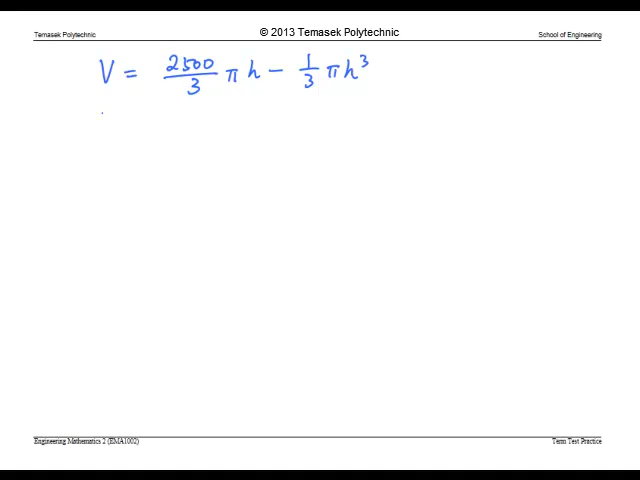 Temasek Polytechnic © 2013 Temasek Polytechnic School of Engineering
V = 2500/3 π h − 1/3 π h³
Engineering Mathematics 2 (EMA1002) Term Test Practice